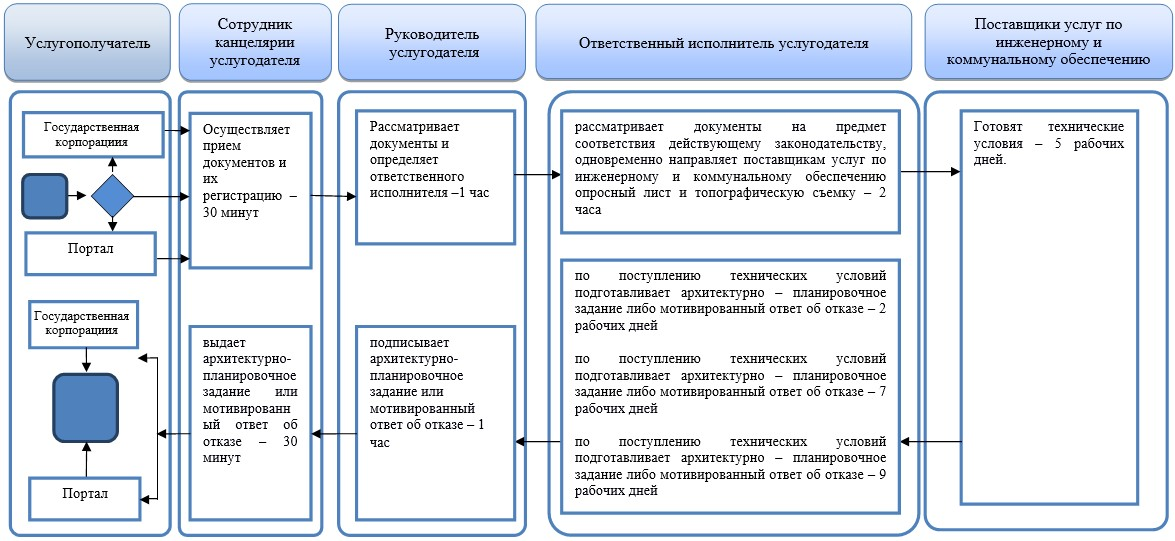 Услугополучатель
Сотрудник
канцелярии
услугодателя
Руководитель
услугодателя
Ответственный исполнитель услугодателя
Поставщики услуг по
инженерному и
коммунальному обеспечению
Государственная
корпорациия
Портал
Осуществляет
прием
документов и
их
регистрацию –
30 минут
Рассматривает
документы и
определяет
ответственного
исполнителя –1 час
рассматривает документы на предмет
соответствия действующему законодательству,
одновременно направляет поставщикам услуг по
инженерному и коммунальному обеспечению
опросный лист и топографическую съемку – 2
часа
Готовят технические
условия – 5 рабочих
дней.
Государственная
корпорациия
Портал
выдает
архитектурно-
планировочное
задание или
мотивированн
ый ответ об
отказе – 30
минут
подписывает
архитектурно-
планировочное
задание или
мотивированный
ответ об отказе – 1
час
по поступлению технических условий
подготавливает архитектурно – планировочное
задание либо мотивированный ответ об отказе – 2
рабочих дней
по поступлению технических условий
подготавливает архитектурно – планировочное
задание либо мотивированный ответ об отказе – 7
рабочих дней
по поступлению технических условий
подготавливает архитектурно – планировочное
задание либо мотивированный ответ об отказе – 9
рабочих дней